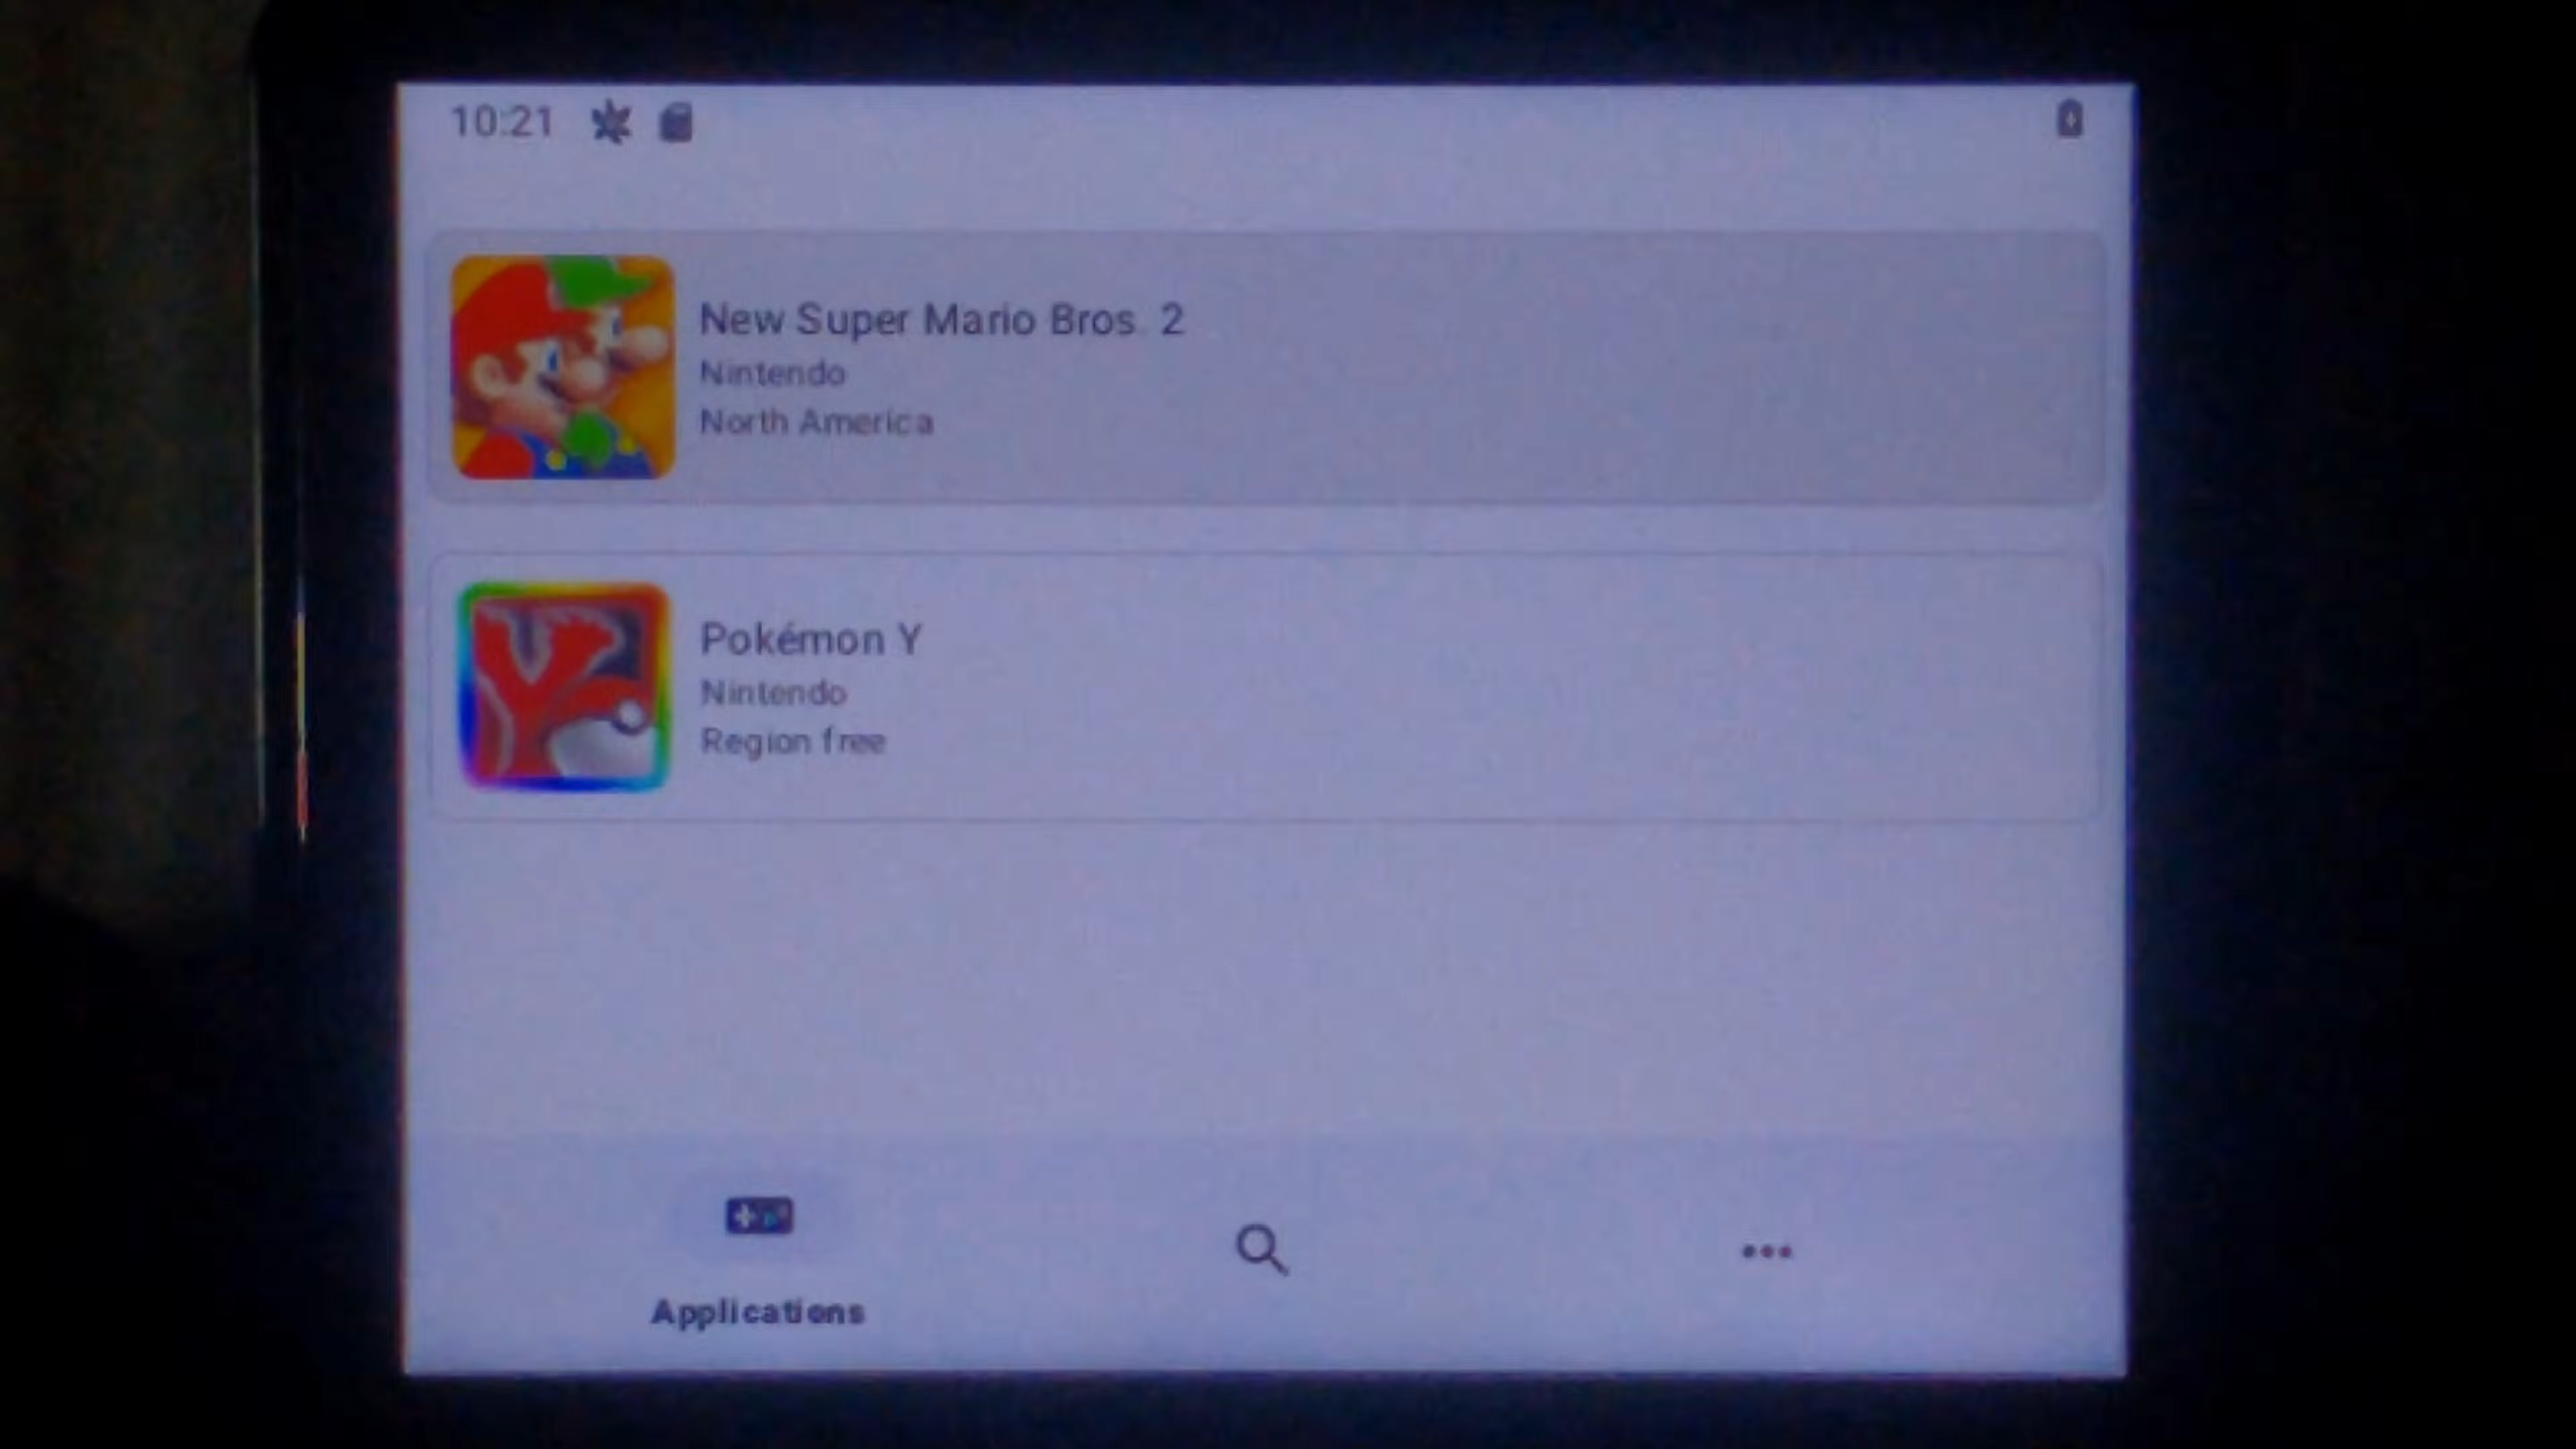 10:21
New Super Mario Bros. 2
Nintendo
North America
Pokémon Y
Nintendo
Region free
Applications